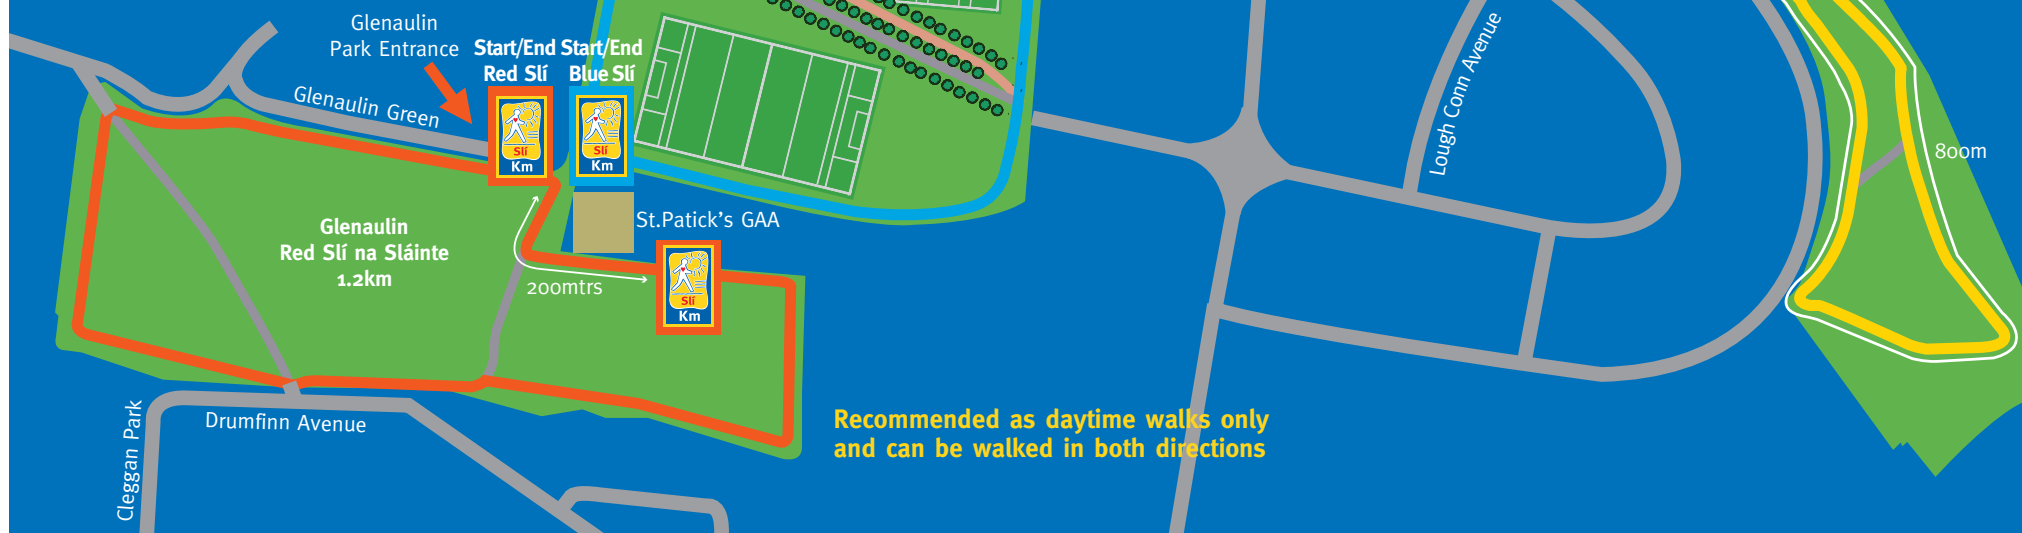 Glenaulin
Park Entrance
Start/End
Red Slí
Start/End
Blue Slí
Glenaulin Green
Slí
Km
Slí
Km
Lough Conn Avenue
800m
St.Patick's GAA
Glenaulin
Red Slí na Sláinte
1.2km
200mtrs
Slí
Km
Drumfinn Avenue
Cleggan Park
Recommended as daytime walks only
and can be walked in both directions